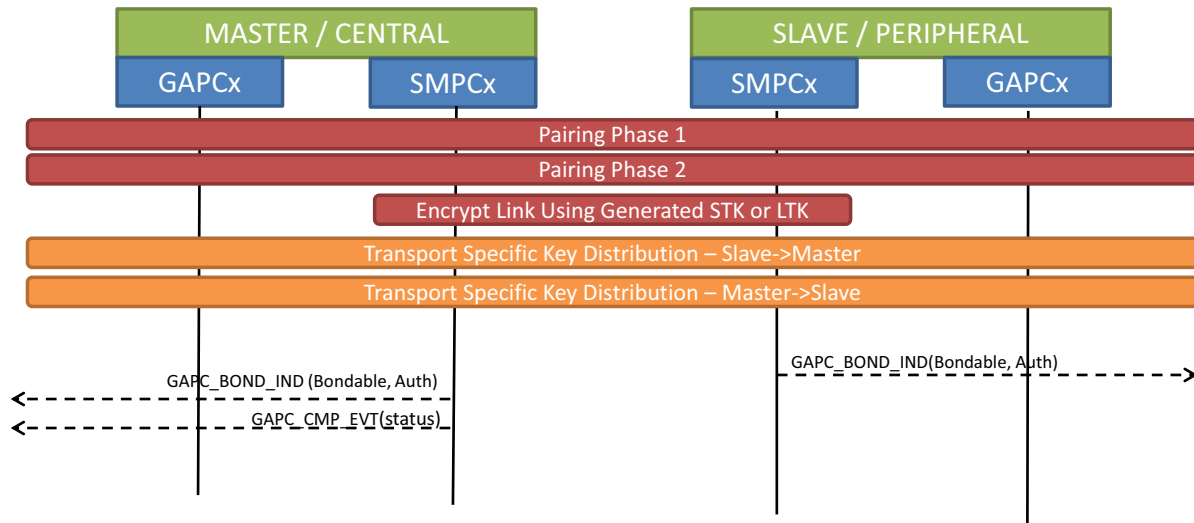 MASTER / CENTRAL
SLAVE / PERIPHERAL
GAPCx
SMPCx
SMPCx
GAPCx
Pairing Phase 1
Pairing Phase 2
Encrypt Link Using Generated STK or LTK
Transport Specific Key Distribution – Slave->Master
Transport Specific Key Distribution – Master->Slave
GAPC_BOND_IND(Bondable, Auth)
GAPC_BOND_IND (Bondable, Auth)
GAPC_CMP_EVT(status)